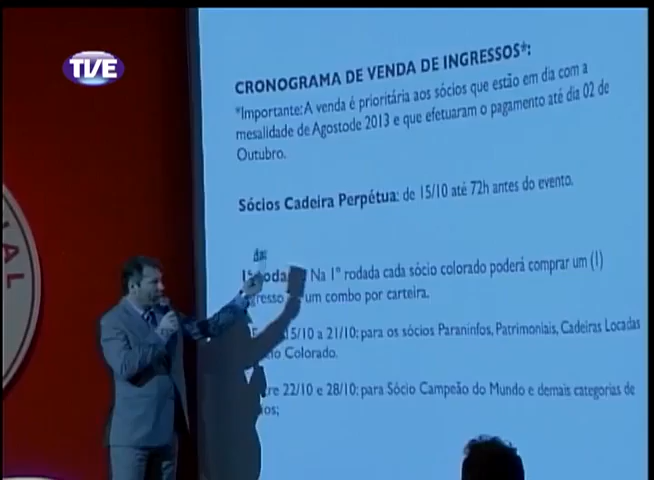 TVE
CRONOGRAMA DE VENDA DE INGRESSOS*:
*Importante: A venda é prioritária aos sócios que estão em dia com a
mesalidade de Agostode 2013 e que efetuaram o pagamento até dia 02 de
Outubro.
Sócios Cadeira Perpétua: de 15/10 até 72h antes do evento.
Na 1° rodada cada sócio colorado poderá comprar um (1)
um combo por carteira.
15/10 a 21/10: para os sócios Paraninfos, Patrimoniais, Cadeiras Locadas
Colorado.
22/10 e 28/10: para Sócio Campeão do Mundo e demais categorias de
NAL